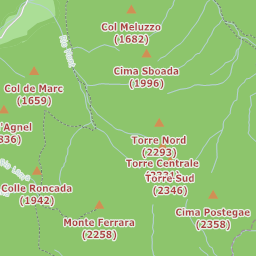 Col Meluzzo
(1682)
Cima Sboada
(1996)
Col de Marc
(1659)
'Agnel
Torre Nord
(2293)
Torre Centrale
Torre Sud
(2346)
Colle Roncada
(1942)
Cima Postegae
(2358)
Monte Ferrara
(2258)